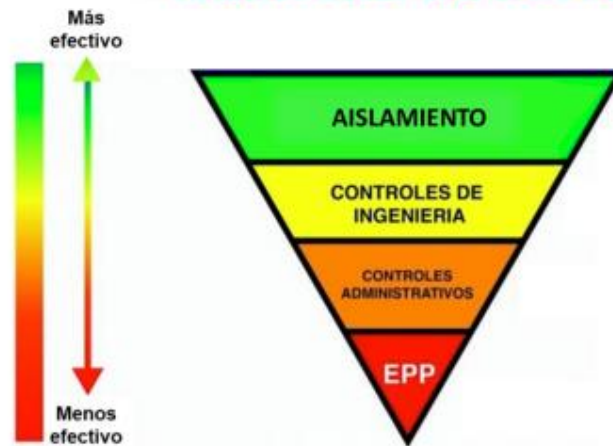 Más
efectivo
AISLAMIENTO
CONTROLES DE
INGENIERIA
CONTROLES
ADMINISTRATIVOS
EPP
Menos
efectivo